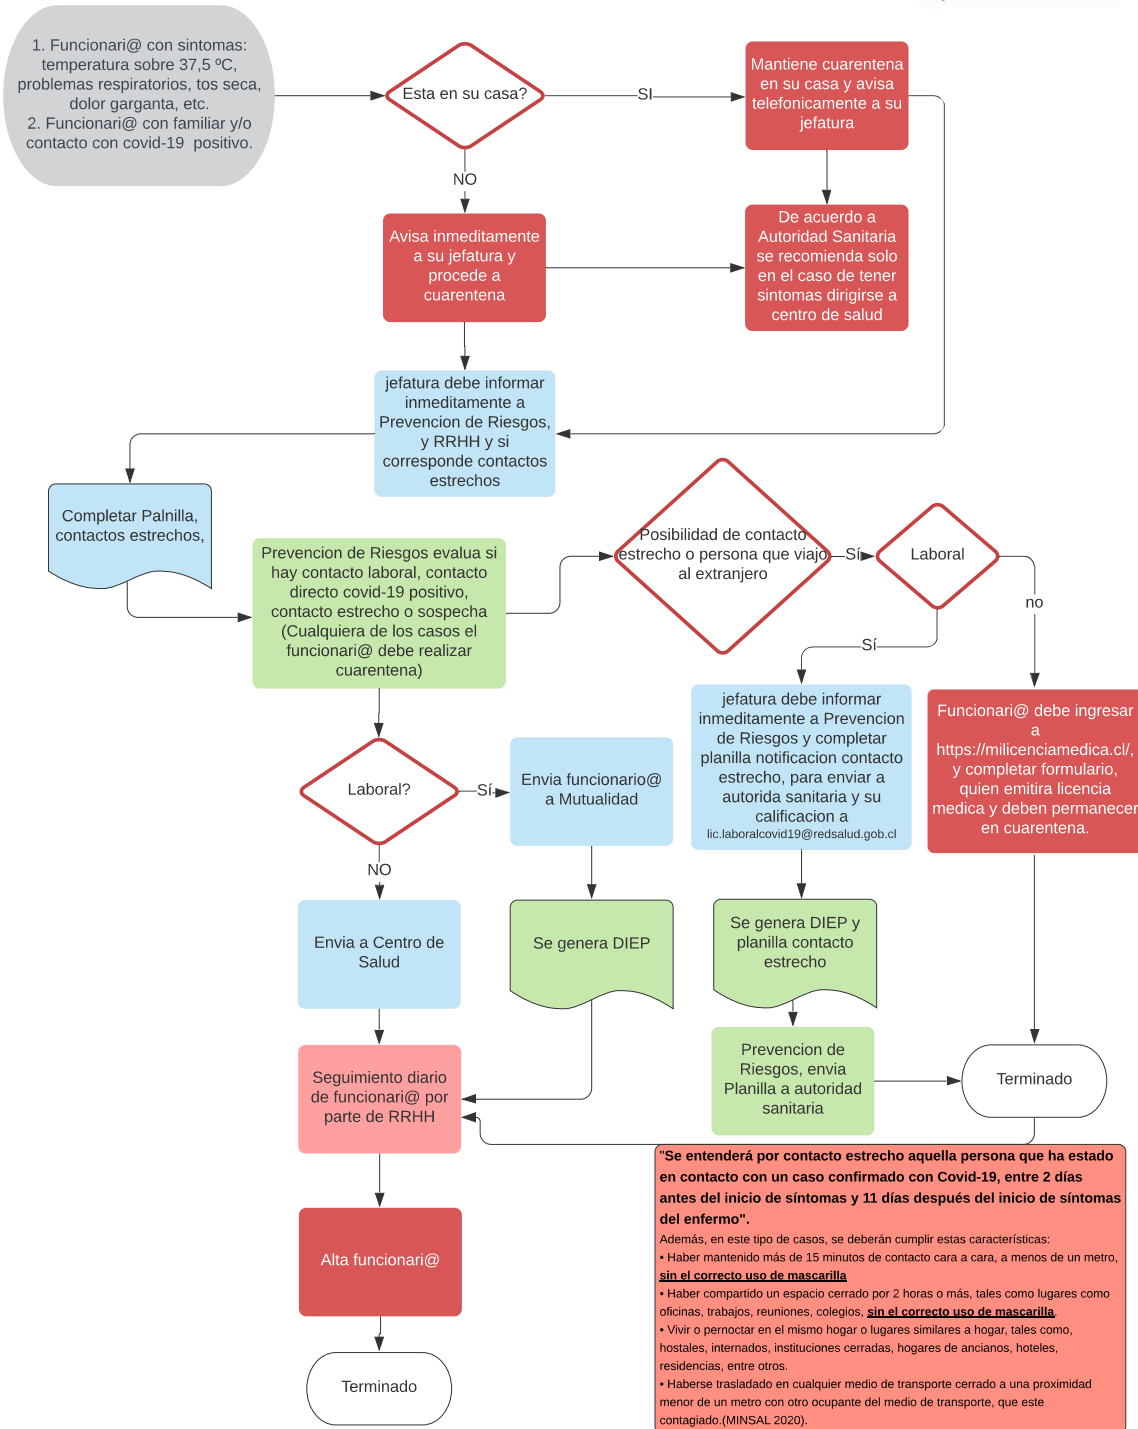 1. Funcionari@ con sintomas:
temperatura sobre 37,5 ºC,
problemas respiratorios, tos seca,
dolor garganta, etc.
2. Funcionari@ con familiar y/o
contacto con covid-19 positivo.
Esta en su casa?
SI
Mantiene cuarentena
en su casa y avisa
telefonicamente a su
jefatura
NO
Avisa inmeditamente
a su jefatura y
procede a
cuarentena
De acuerdo a
Autoridad Sanitaria
se recomienda solo
en el caso de tener
sintomas dirigirse a
centro de salud
jefatura debe informar
inmeditamente a
Prevencion de Riesgos,
y RRHH y si
corresponde contactos
estrechos
Completar Palnilla,
contactos estrechos,
Prevencion de Riesgos evalua si
hay contacto laboral, contacto
directo covid-19 positivo,
contacto estrecho o sospecha
(Cualquiera de los casos el
funcionari@ debe realizar
cuarentena)
Posibilidad de contacto
estrecho o persona que viajo
al extranjero
Sí
Laboral
no
Sí
jefatura debe informar
inmeditamente a Prevencion
de Riesgos y completar
planilla notificacion contacto
estrecho, para enviar a
autorida sanitaria y su
calificacion a
lic.laboralcovid19@redsalud.gob.cl
Funcionari@ debe ingresar
a
https://milicenciamedica.cl/,
y completar formulario,
quien emitira licencia
medica y deben permanecer
en cuarentena.
Laboral?
Sí
Envia funcionario@
a Mutualidad
NO
Envia a Centro de
Salud
Se genera DIEP
Se genera DIEP y
planilla contacto
estrecho
Seguimiento diario
de funcionari@ por
parte de RRHH
Prevencion de
Riesgos, envia
Planilla a autoridad
sanitaria
Terminado
Alta funcionari@
Terminado
"Se entenderá por contacto estrecho aquella persona que ha estado
en contacto con un caso confirmado con Covid-19, entre 2 días
antes del inicio de síntomas y 11 días después del inicio de síntomas
del enfermo".
Además, en este tipo de casos, se deberán cumplir estas características:
• Haber mantenido más de 15 minutos de contacto cara a cara, a menos de un metro,
sin el correcto uso de mascarilla
• Haber compartido un espacio cerrado por 2 horas o más, tales como lugares como
oficinas, trabajos, reuniones, colegios, sin el correcto uso de mascarilla.
• Vivir o pernoctar en el mismo hogar o lugares similares a hogar, tales como,
hostales, internados, instituciones cerradas, hogares de ancianos, hoteles,
residencias, entre otros.
• Haberse trasladado en cualquier medio de transporte cerrado a una proximidad
menor de un metro con otro ocupante del medio de transporte, que este
contagiado.(MINSAL 2020).